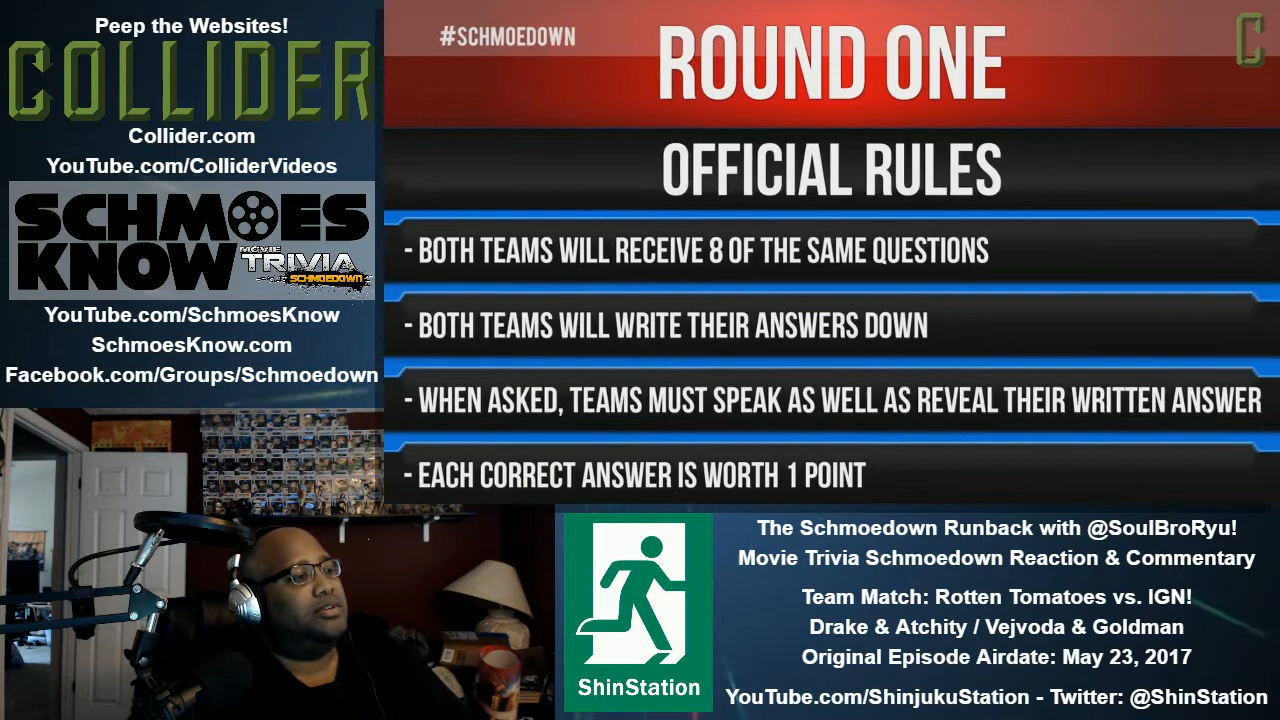 Peep the Websites!
COLLIDER
Collider.com
YouTube.com/ColliderVideos
SCHMOES
KNOW
MOVIE
TRIVIA
SCHMOEDOWN
YouTube.com/SchmoesKnow
SchmoesKnow.com
Facebook.com/Groups/Schmoedown
#SCHMOEDOWN
ROUND ONE
C
OFFICIAL RULES
- BOTH TEAMS WILL RECEIVE 8 OF THE SAME QUESTIONS
- BOTH TEAMS WILL WRITE THEIR ANSWERS DOWN
- WHEN ASKED, TEAMS MUST SPEAK AS WELL AS REVEAL THEIR WRITTEN ANSWER
- EACH CORRECT ANSWER IS WORTH 1 POINT
ShinStation
The Schmoedown Runback with @SoulBroRyu!
Movie Trivia Schmoedown Reaction & Commentary
Team Match: Rotten Tomatoes vs. IGN!
Drake & Atchity / Vejvoda & Goldman
Original Episode Airdate: May 23, 2017
YouTube.com/ShinjukuStation - Twitter: @ShinStation